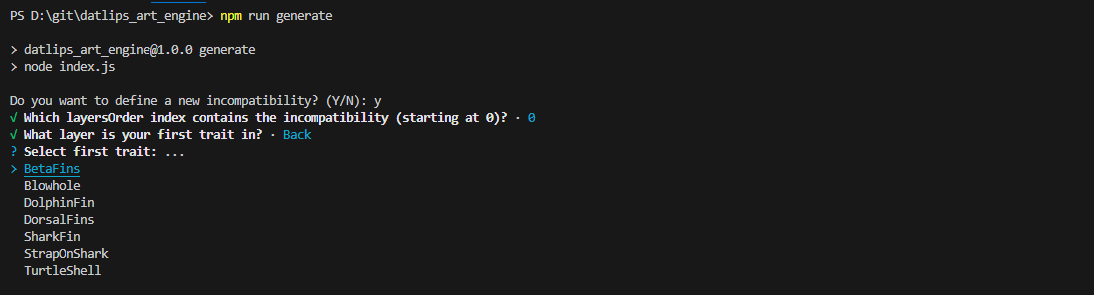 PS D:\git\datlips_art_engine> npm run generate
> datlips_art_engine@1.0.0 generate
> node index.js
Do you want to define a new incompatibility? (Y/N): y
√ Which layersOrder index contains the incompatibility (starting at 0)? · 0
√ What layer is your first trait in? · Back
? Select first trait: ...
> BetaFins
Blowhole
DolphinFin
DorsalFins
SharkFin
StrapOnShark
TurtleShell